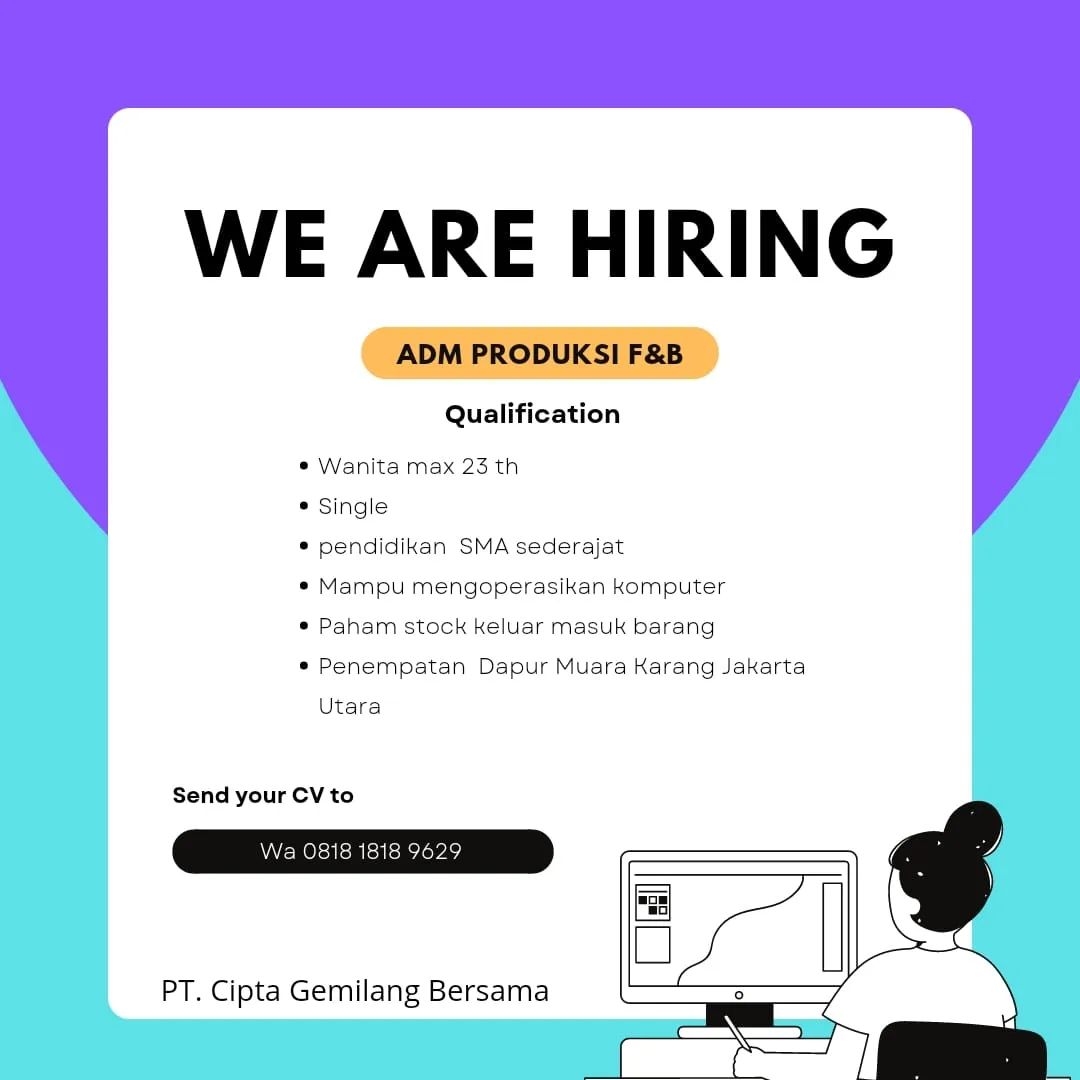 WE ARE HIRING
ADM PRODUKSI F&B
Qualification
• Wanita max 23 th
• Single
• pendidikan SMA sederajat
• Mampu mengoperasikan komputer
• Paham stock keluar masuk barang
• Penempatan Dapur Muara Karang Jakarta
Utara
Send your CV to
Wa 0818 1818 9629
PT. Cipta Gemilang Bersama